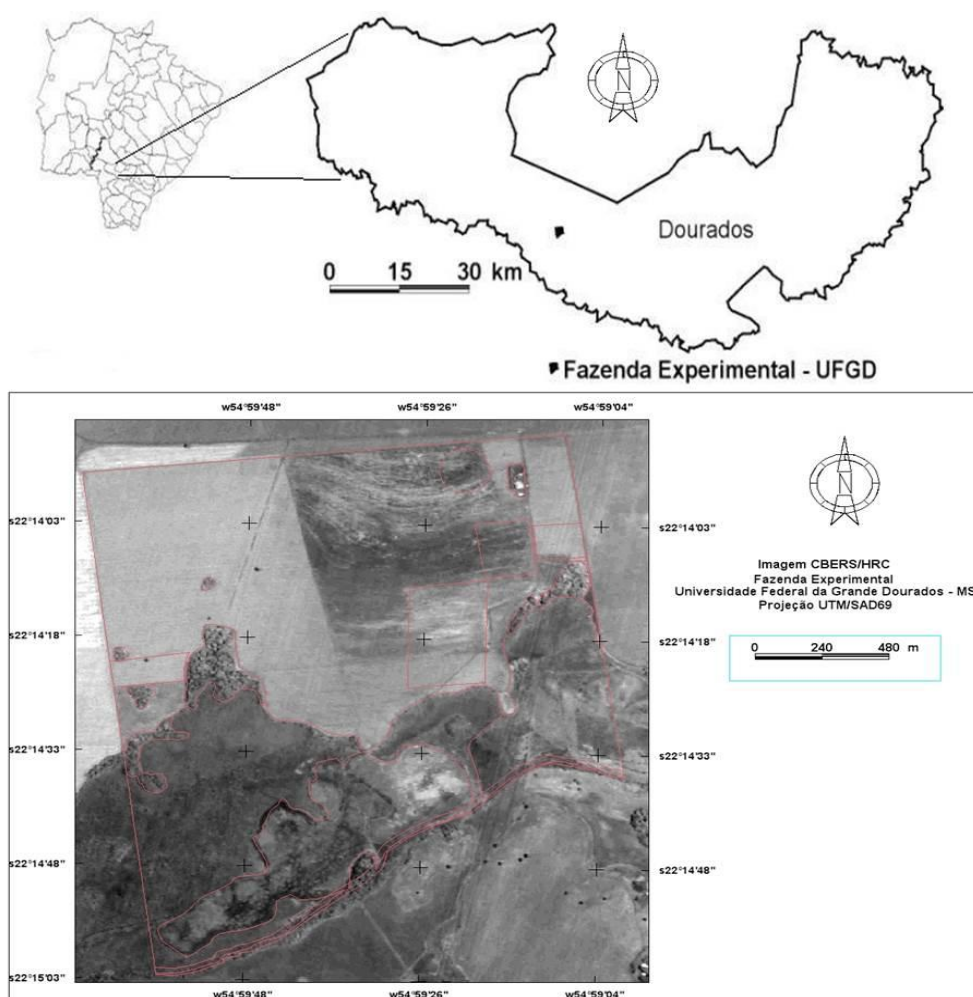 N
Dourados
0 15 30 km
Fazenda Experimental - UFGD
w54°59'48" w54°59'26" w54°59'04"
N
s22°14'03" s22°14'03"
Imagem CBERS/HRC
Fazenda Experimental
Universidade Federal da Grande Dourados - MS
Projeção UTM/SAD69
s22°14'18" s22°14'18"
0 240 480 m
s22°14'33" s22°14'33"
s22°14'48" s22°14'48"
s22°15'03"
w54°59'48" w54°59'26" w54°59'04"